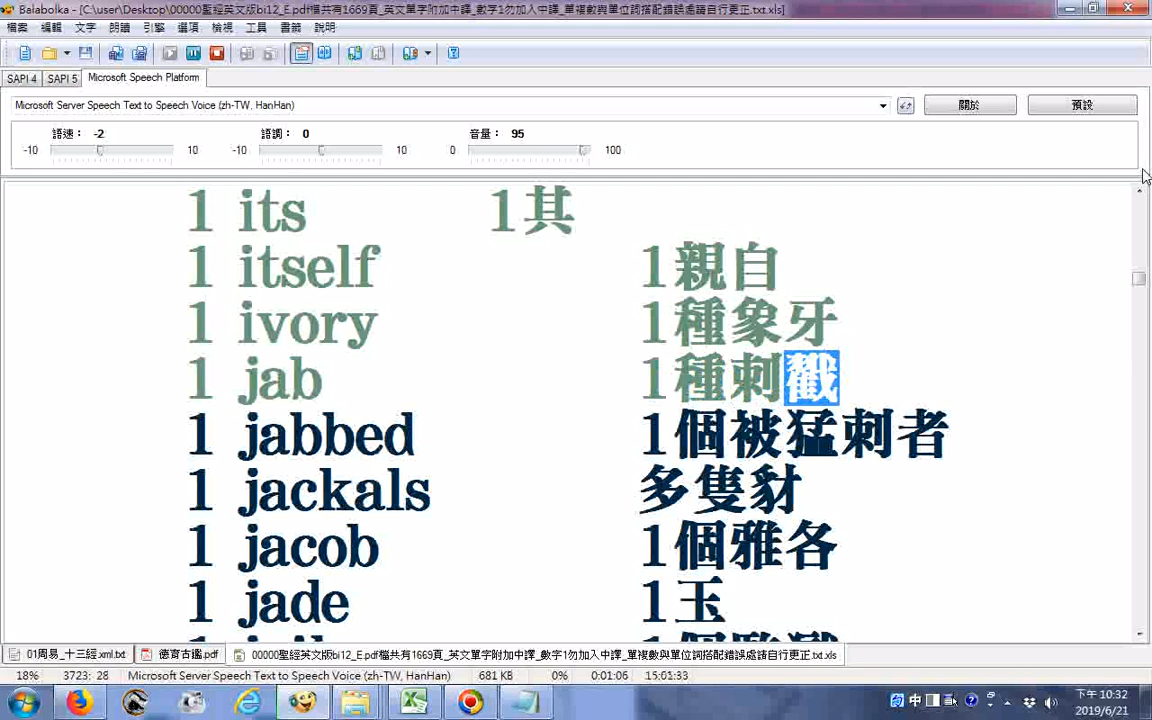 Balabolka - [C:\user\Desktop\00000聖經英文版bi12_E.pdf檔共有1669頁_英文單字附加中譯_數字1勿加入中譯_單複數與單位詞搭配錯誤處請自行更正.txt.xls]
檔案 編輯 文字 朗讀 引擎 選項 檢視 工具 書籤 說明
SAPI 4 SAPI 5 Microsoft Speech Platform
Microsoft Server Speech Text to Speech Voice (zh-TW, HanHan) 關於 預設
語速: -2 語調: 0 音量: 95
-10 10 -10 10 0 100
1 its 1其
1 itself 1親自
1 ivory 1種象牙
1 jab 1種刺戳
1 jabbed 1個被猛刺者
1 jackals 多隻豺
1 jacob 1個雅各
1 jade 1玉
01周易_十三經.xml.txt 德育古鑑.pdf 00000聖經英文版bi12_E.pdf檔共有1669頁_英文單字附加中譯_數字1勿加入中譯_單複數與單位詞搭配錯誤處請自行更正.txt.xls
18% 3723: 28 Microsoft Server Speech Text to Speech Voice (zh-TW, HanHan) 681 KB 0% 0:01:06 15:01:33
中 下午 10:32
2019/6/21